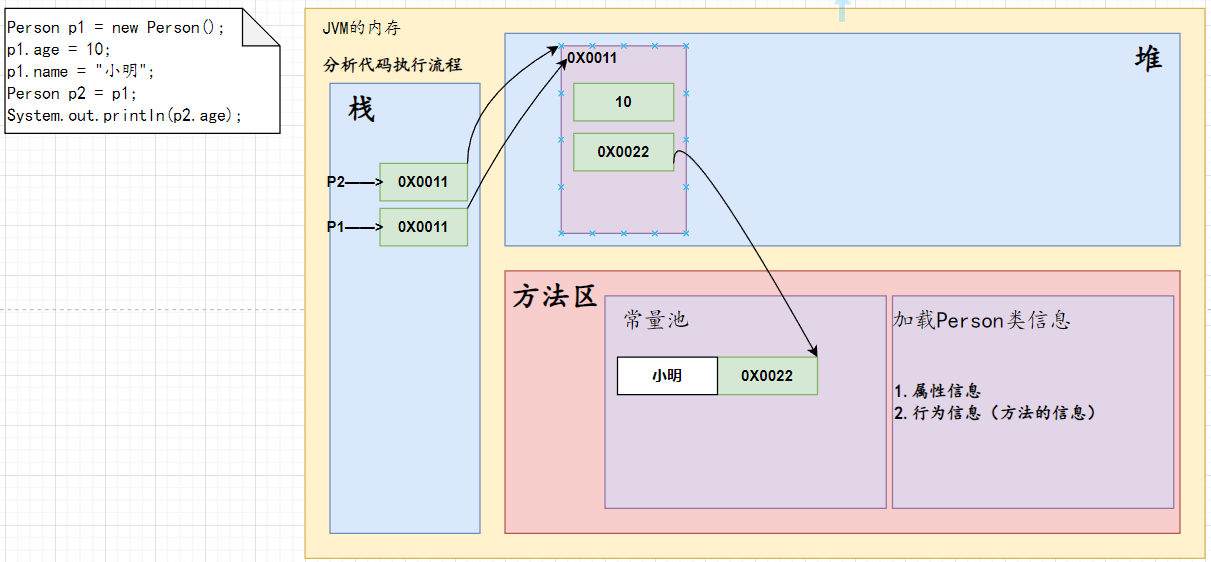 Person p1 = new Person();
p1.age = 10;
p1.name = "小明";
Person p2 = p1;
System.out.println(p2.age);
JVM的内存
分析代码执行流程
栈
P2——>
0X0011
P1——>
0X0011
堆
0X0011
10
0X0022
方法区
常量池
小明
0X0022
加载Person类信息
1.属性信息
2.行为信息（方法的信息）